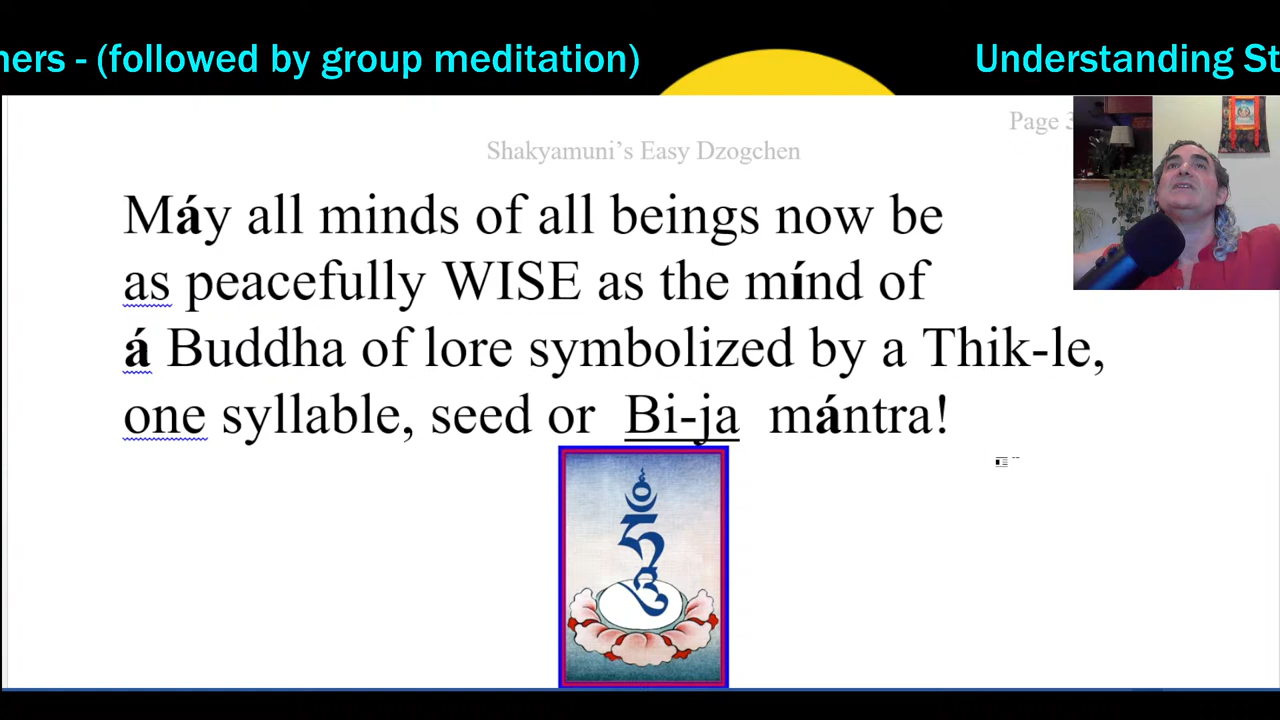 ners - (followed by group meditation)
Understanding St
Page 3
Shakyamuni’s Easy Dzogchen
Máy all minds of all beings now be
as peacefully WISE as the mínd of
á Buddha of lore symbolized by a Thik-le,
one syllable, seed or Bi-ja mántra!
ཧཱུྃ